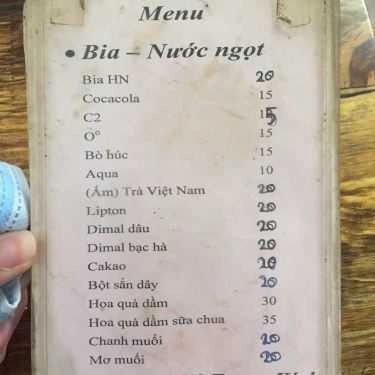 Menu
• Bia – Nước ngọt
Bia HN 20
Cocacola 15
C2 15
O° 15
Bò húc 15
Aqua 10
(Ấm) Trà Việt Nam 20
Lipton 20
Dimal dâu 20
Dimal bạc hà 20
Cakao 20
Bột sắn dây 20
Họa quả dầm 30
Hoa quả dầm sữa chua 35
Chanh muối 20
Mơ muối 20